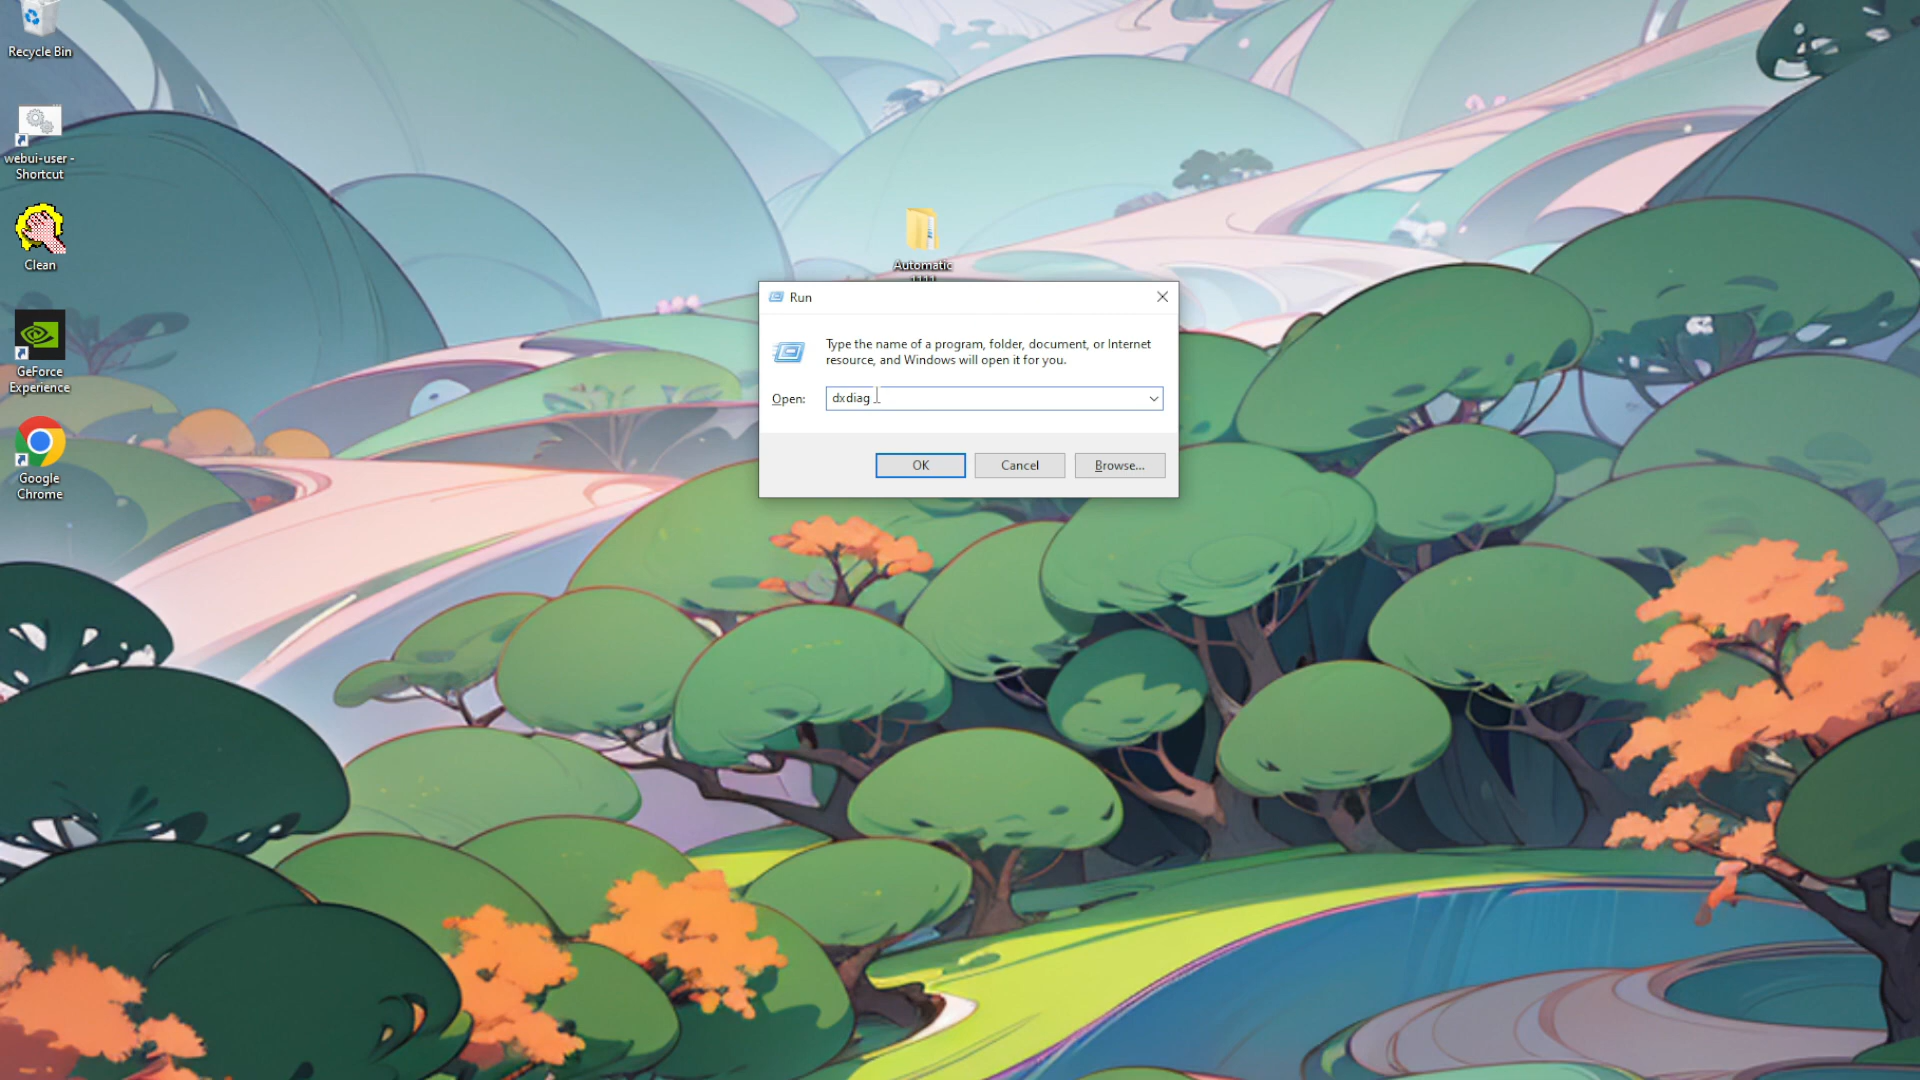 Recycle Bin
webui-user -
Shortcut
Clean
GeForce
Experience
Google
Chrome
Automatic
1111
Run
Type the name of a program, folder, document, or Internet
resource, and Windows will open it for you.
Open: dxdiag
OK Cancel Browse...